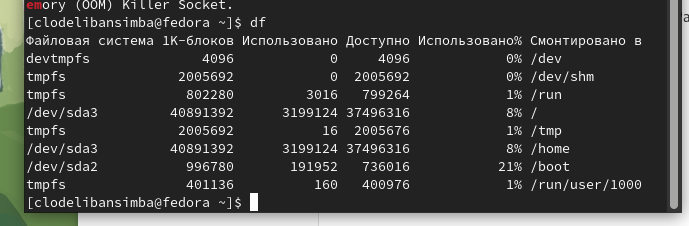 emory (OOM) Killer Socket.
[clodelibansimba@fedora ~]$ df
Файловая система 1K-блоков Использовано Доступно Использовано% Смонтировано в
devtmpfs 4096 0 4096 0% /dev
tmpfs 2005692 0 2005692 0% /dev/shm
tmpfs 802280 3016 799264 1% /run
/dev/sda3 40891392 3199124 37496316 8% /
tmpfs 2005692 16 2005676 1% /tmp
/dev/sda3 40891392 3199124 37496316 8% /home
/dev/sda2 996780 191952 736016 21% /boot
tmpfs 401136 160 400976 1% /run/user/1000
[clodelibansimba@fedora ~]$